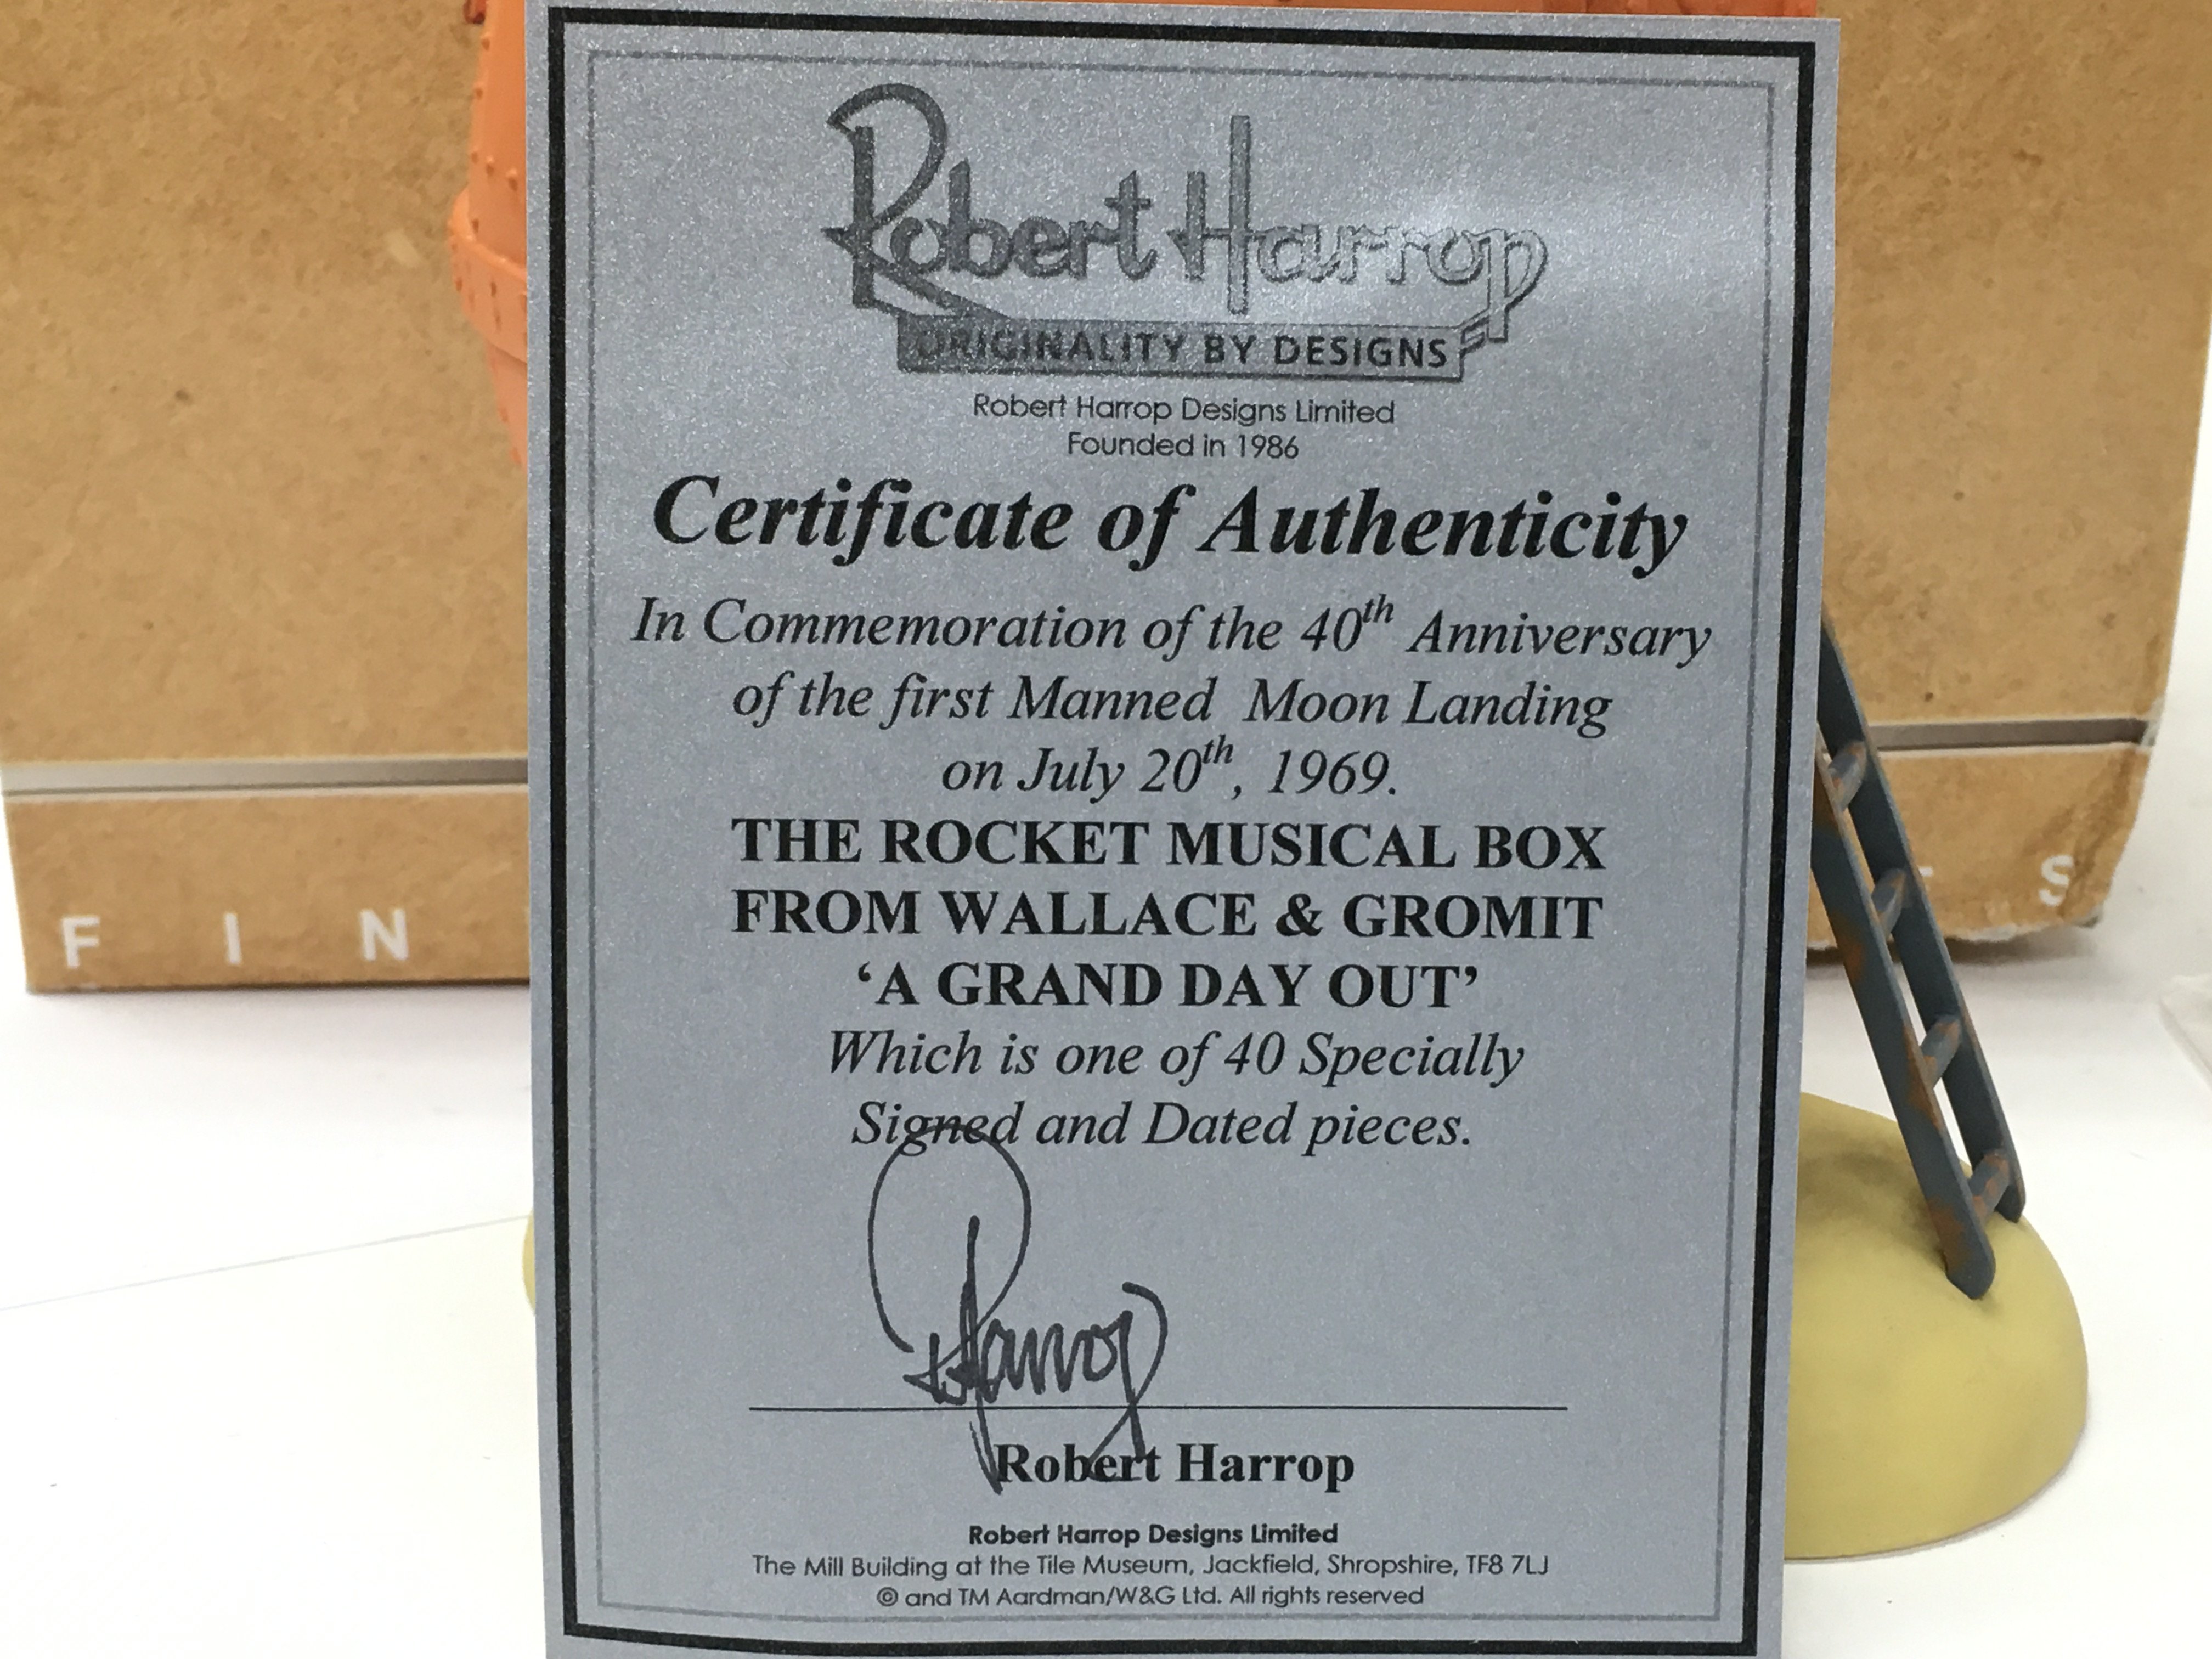 Robert Harrop
ORIGINALITY BY DESIGNS
Robert Harrop Designs Limited
Founded in 1986
Certificate of Authenticity
In Commemoration of the 40th Anniversary
of the first Manned Moon Landing
on July 20th, 1969.
THE ROCKET MUSICAL BOX
FROM WALLACE & GROMIT
‘A GRAND DAY OUT’
Which is one of 40 Specially
Signed and Dated pieces.
RHarrop
Robert Harrop
Robert Harrop Designs Limited
The Mill Building at the Tile Museum, Jackfield, Shropshire, TF8 7LJ
© and TM Aardman/W&G Ltd. All rights reserved
F I N
S